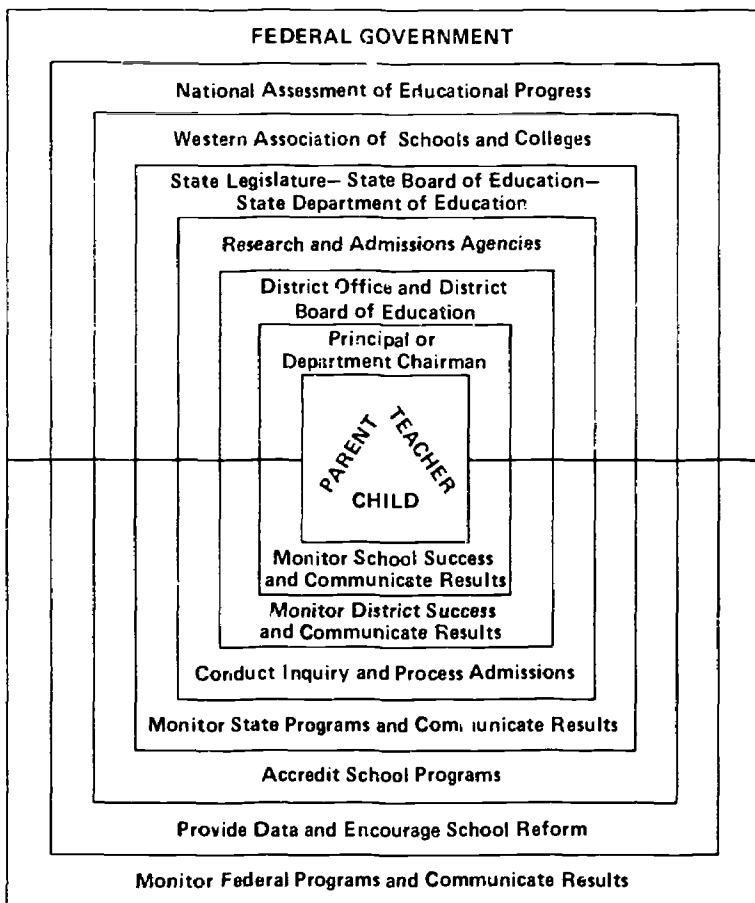 FEDERAL GOVERNMENT
National Assessment of Educational Progress
Western Association of Schools and Colleges
State Legislature— State Board of Education—
State Department of Education
Research and Admissions Agencies
District Office and District
Board of Education
Principal or
Department Chairman
PARENT
TEACHER
CHILD
Monitor School Success
and Communicate Results
Monitor District Success
and Communicate Results
Conduct Inquiry and Process Admissions
Monitor State Programs and Communicate Results
Accredit School Programs
Provide Data and Encourage School Reform
Monitor Federal Programs and Communicate Results